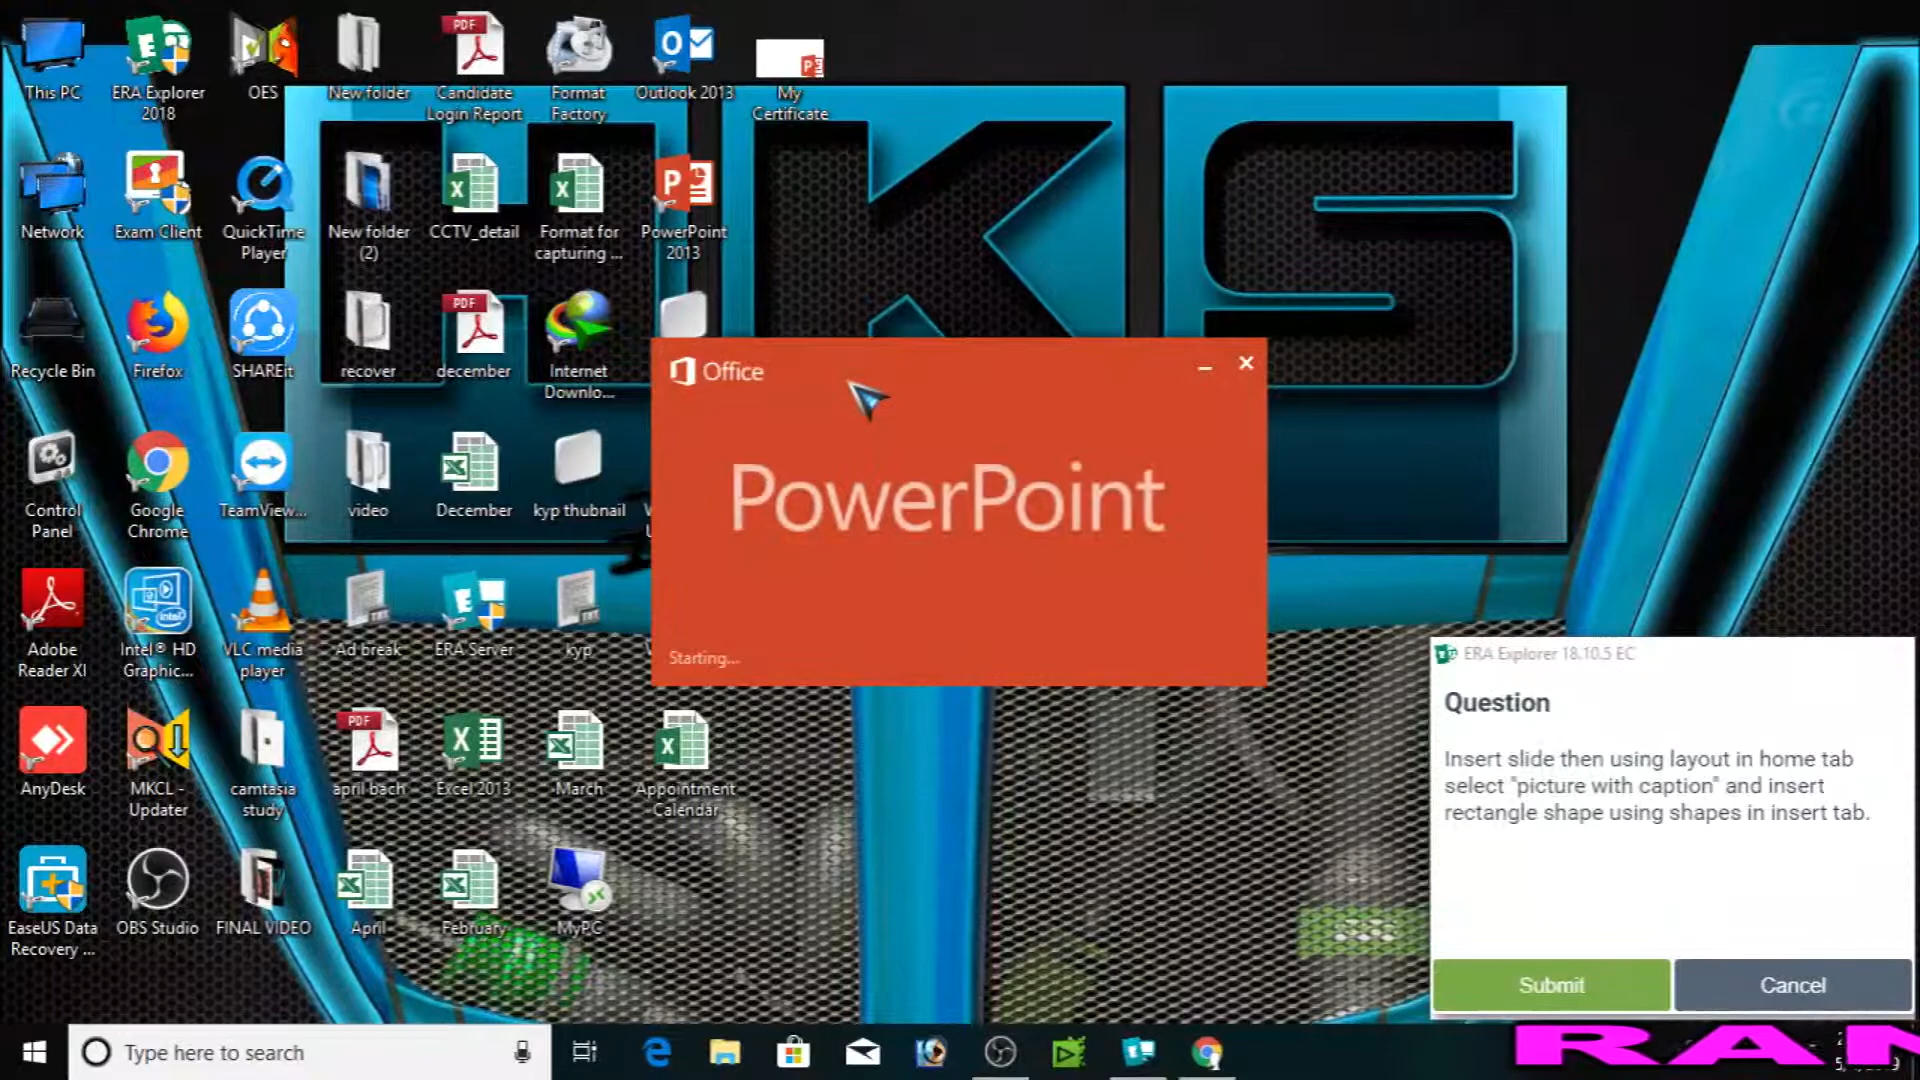 This PC
ERA Explorer
2018
OES
New folder
Candidate
Login Report
Format
Factory
Outlook 2013
My
Certificate
Network
Exam Client
QuickTime
Player
New folder
(2)
CCTV_detail
Format for
capturing ...
PowerPoint
2013
Recycle Bin
Firefox
SHAREit
recover
december
Internet
Downlo...
Office
PowerPoint
Starting...
Control
Panel
Google
Chrome
TeamView...
video
December
kyp thubnail
Adobe
Reader XI
Intel® HD
Graphic...
VLC media
player
Ad break
ERA Server
kyp
AnyDesk
MKCL -
Updater
camtasia
study
april bach
Excel 2013
March
Appointment
Calendar
EaseUS Data
Recovery ...
OBS Studio
FINAL VIDEO
April
February
MyPC
KS
ERA Explorer 18.10.5 EC
Question
Insert slide then using layout in home tab
select "picture with caption" and insert
rectangle shape using shapes in insert tab.
Submit
Cancel
Type here to search
RAN